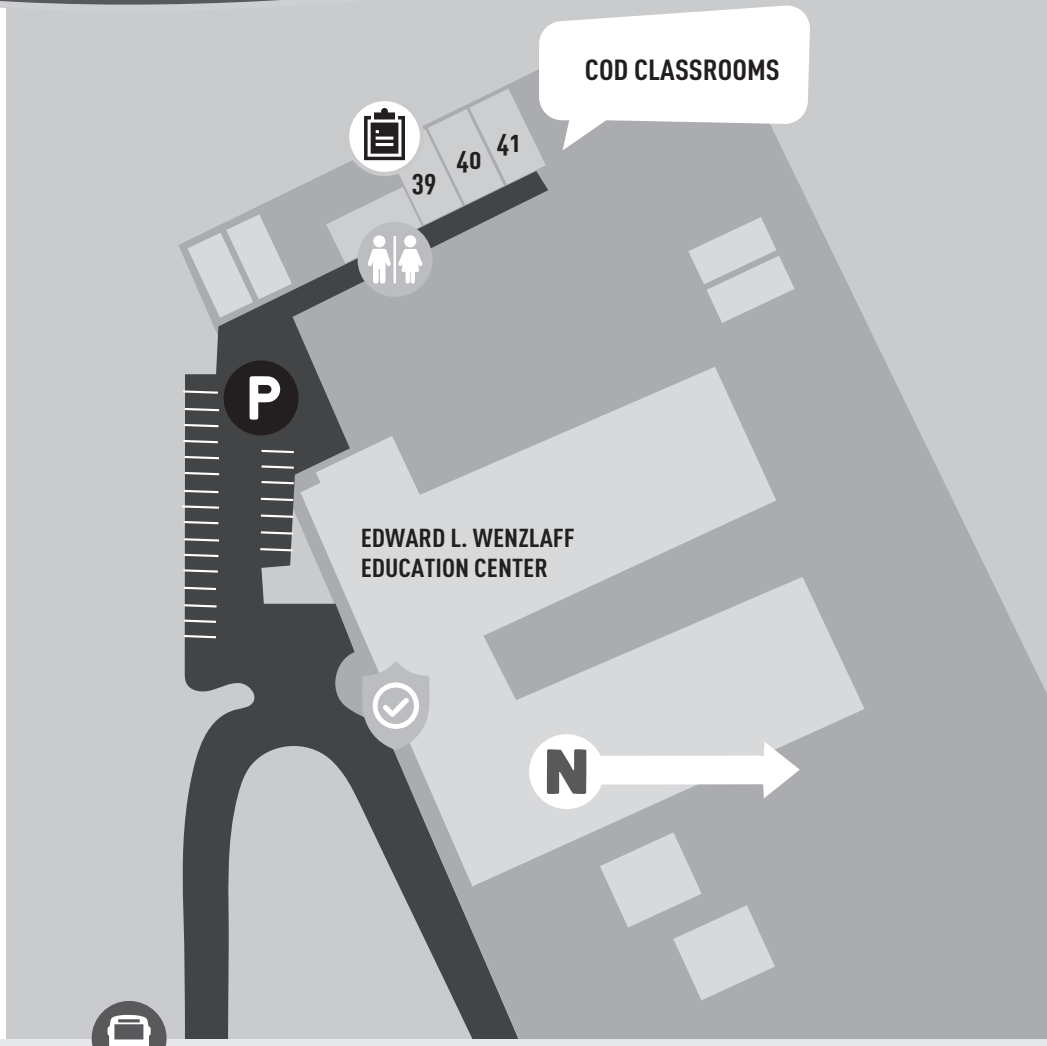 COD CLASSROOMS
41
40
39
P
EDWARD L. WENZLAFF
EDUCATION CENTER
N